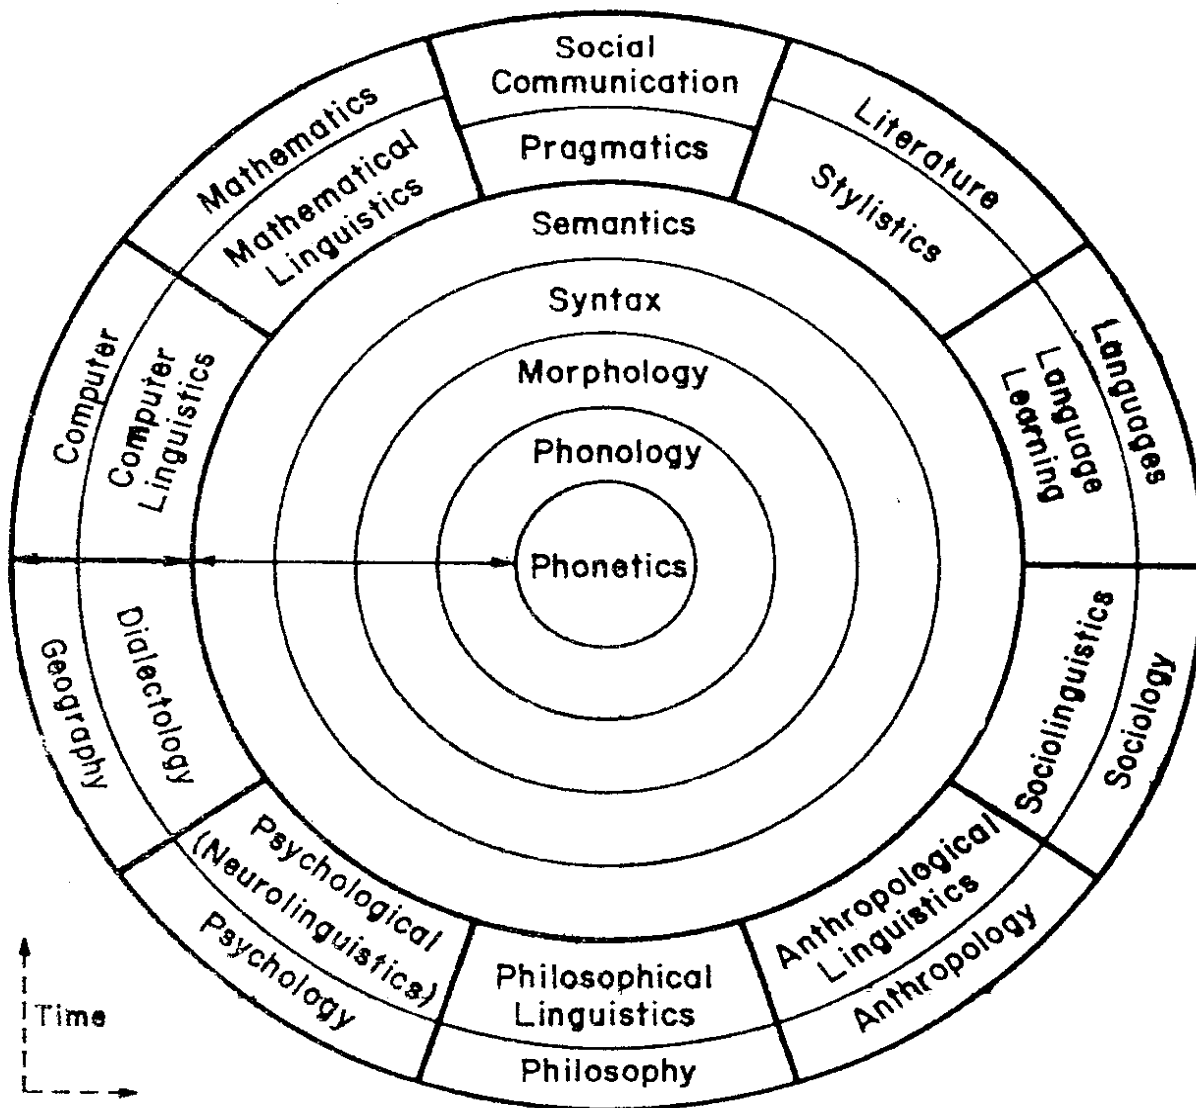 Social
Communication
Pragmatics
Mathematics
Mathematical
Linguistics
Literature
Stylistics
Semantics
Syntax
Morphology
Phonology
Phonetics
Computer
Computer
Linguistics
Languages
Language
Learning
Geography
Dialectology
Sociolinguistics
Sociology
Psychological
(Neurolinguistics)
Psychology
Philosophical
Linguistics
Philosophy
Anthropological
Linguistics
Anthropology
Time